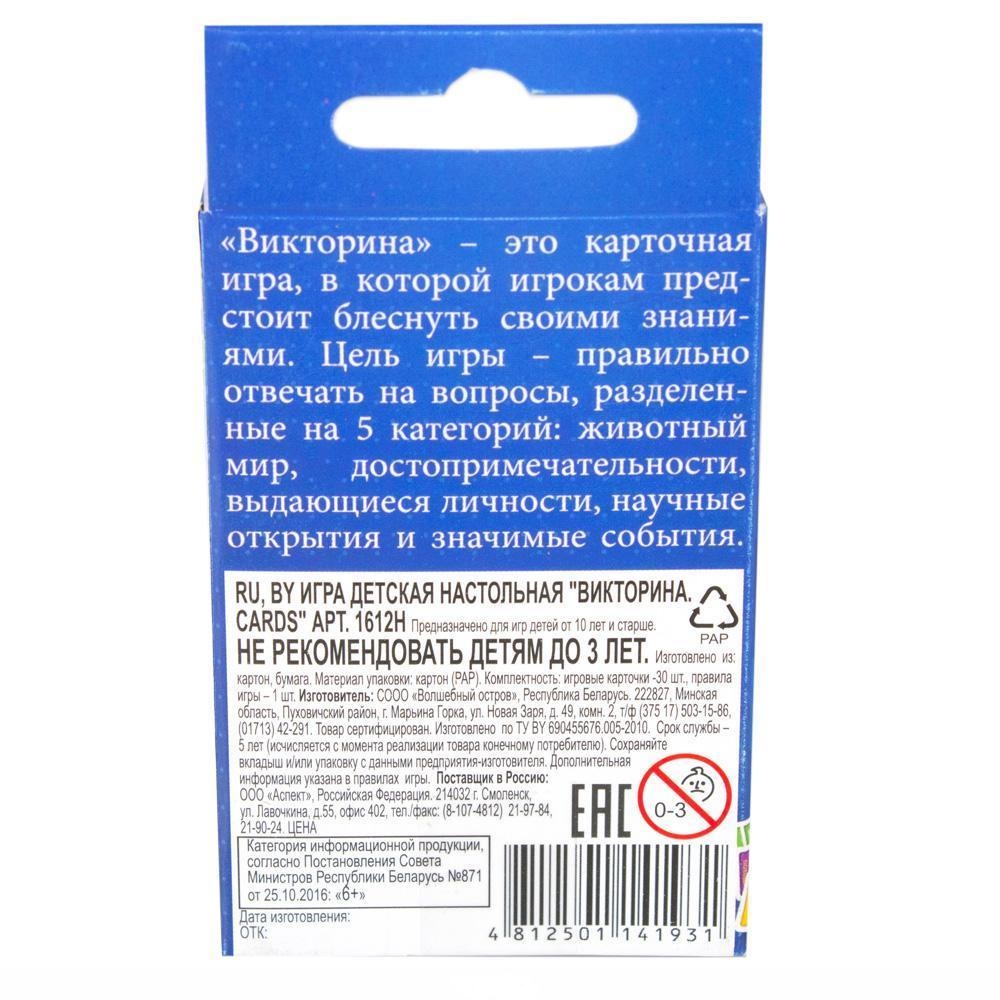 «Викторина» – это карточная
игра, в которой игрокам пред-
стоит блеснуть своими знани-
ями. Цель игры – правильно
отвечать на вопросы, разделен-
ные на 5 категорий: животный
мир, достопримечательности,
выдающиеся личности, научные
открытия и значимые события.
RU, BY ИГРА ДЕТСКАЯ НАСТОЛЬНАЯ "ВИКТОРИНА.
CARDS" АРТ. 1612Н Предназначено для игр детей от 10 лет и старше.
PAP
НЕ РЕКОМЕНДОВАТЬ ДЕТЯМ ДО 3 ЛЕТ. Изготовлено из:
картон, бумага. Материал упаковки: картон (PAP). Комплектность: игровые карточки -30 шт., правила
игры – 1 шт. Изготовитель: СООО «Волшебный остров», Республика Беларусь. 222827, Минская
область, Пуховичский район, г. Марьина Горка, ул. Новая Заря, д. 49, комн. 2, т/ф (375 17) 503-15-86,
(01713) 42-291. Товар сертифицирован. Изготовлено по ТУ BY 690455676.005-2010. Срок службы –
5 лет (исчисляется с момента реализации товара конечному потребителю). Сохраняйте
вкладыш и/или упаковку с данными предприятия-изготовителя. Дополнительная
информация указана в правилах игры. Поставщик в Россию:
ООО «Аспект», Российская Федерация. 214032 г. Смоленск,
ул. Лавочкина, д.55, офис 402, тел./факс: (8-107-4812) 21-97-84,
21-90-24. ЦЕНА
EAC
0-3
Категория информационной продукции,
согласно Постановления Совета
Министров Республики Беларусь №871
от 25.10.2016: «6+»
Дата изготовления:
ОТК:
4 812501 141931